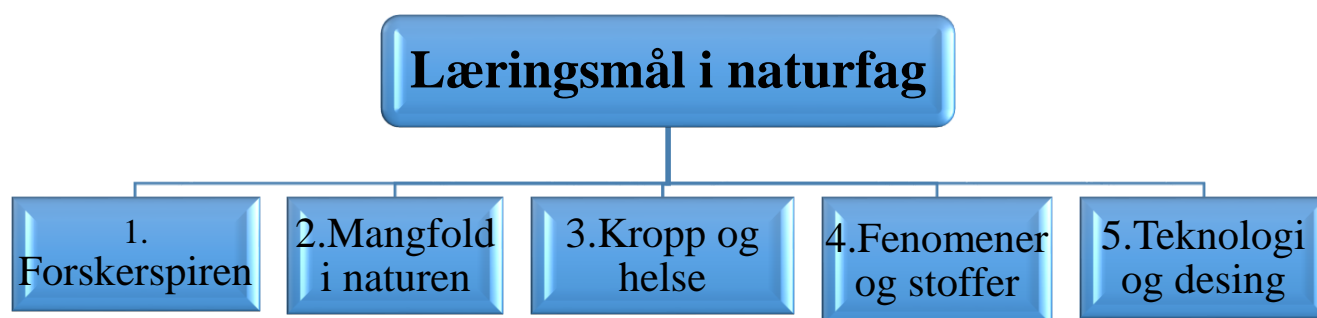 Læringsmål i naturfag
1.
Forskerspiren
2.Mangfold
i naturen
3.Kropp og
helse
4.Fenomener
og stoffer
5.Teknologi
og desing